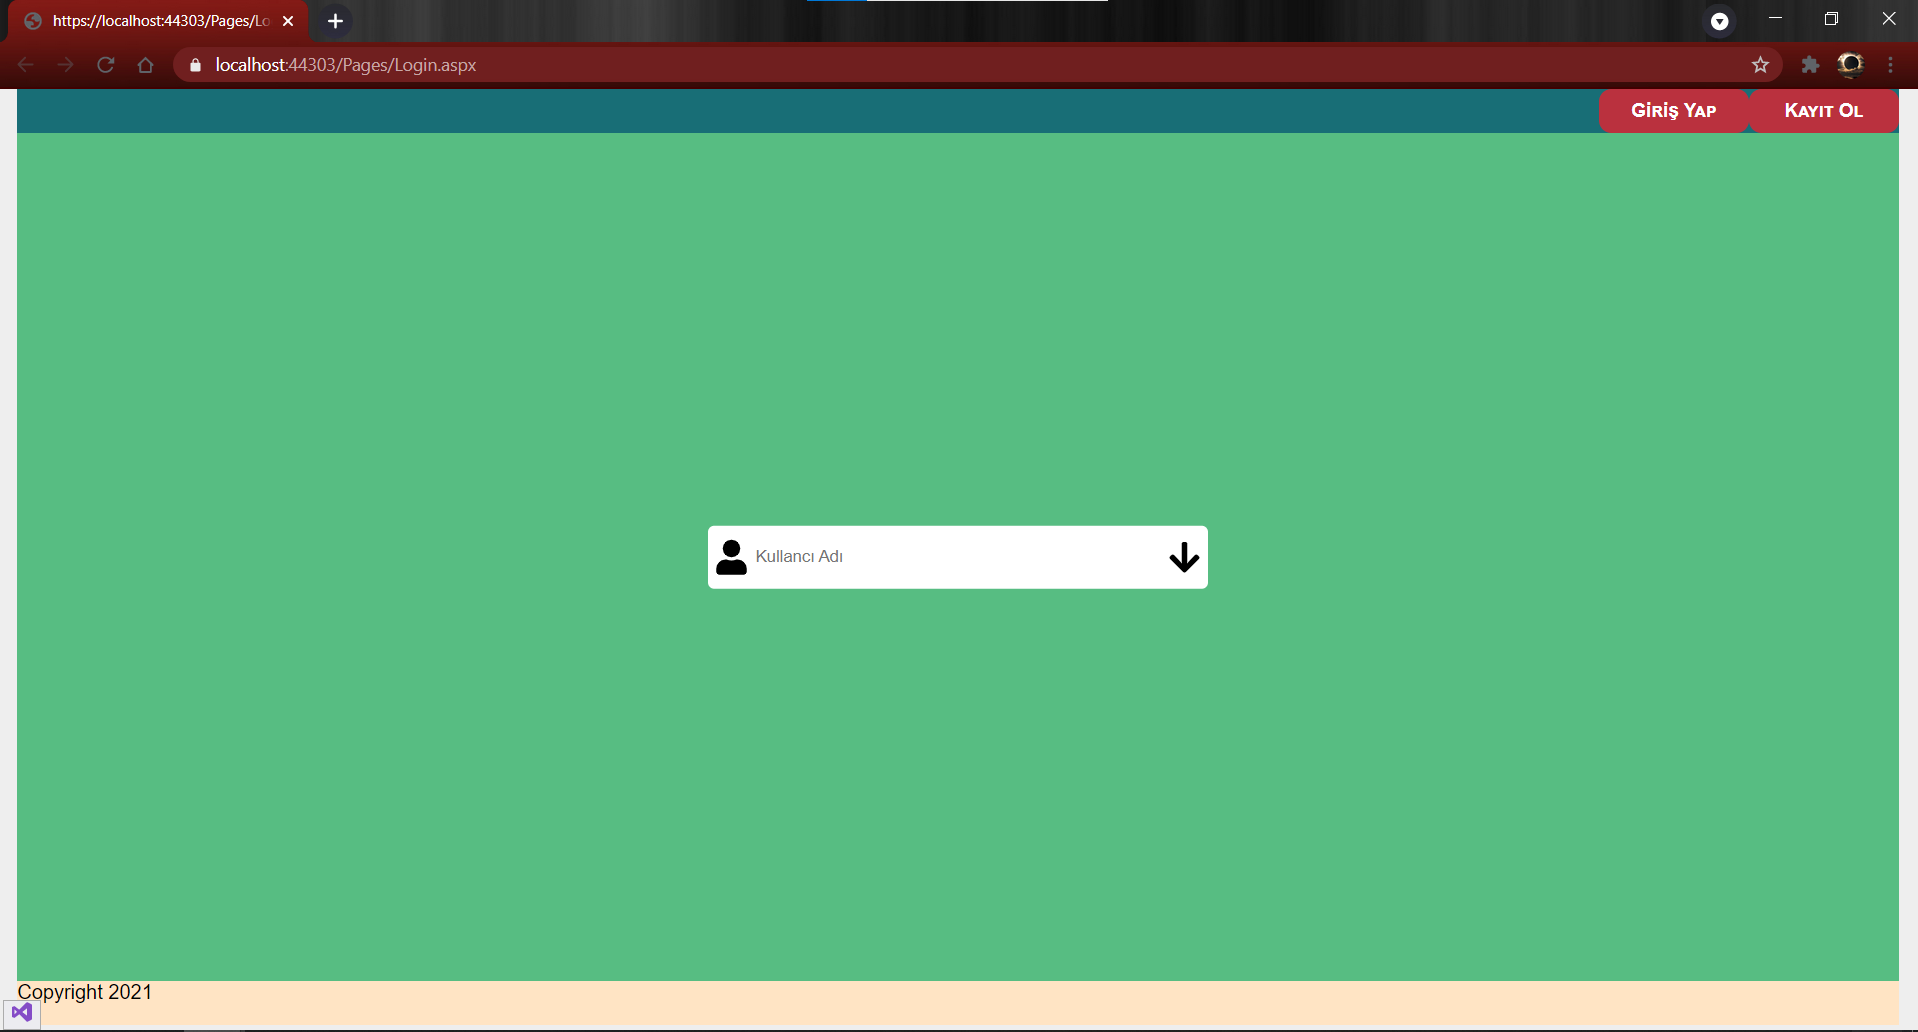 https://localhost:44303/Pages/Lo
localhost:44303/Pages/Login.aspx
Giriş Yap
Kayıt Ol
Kullancı Adı
Copyright 2021